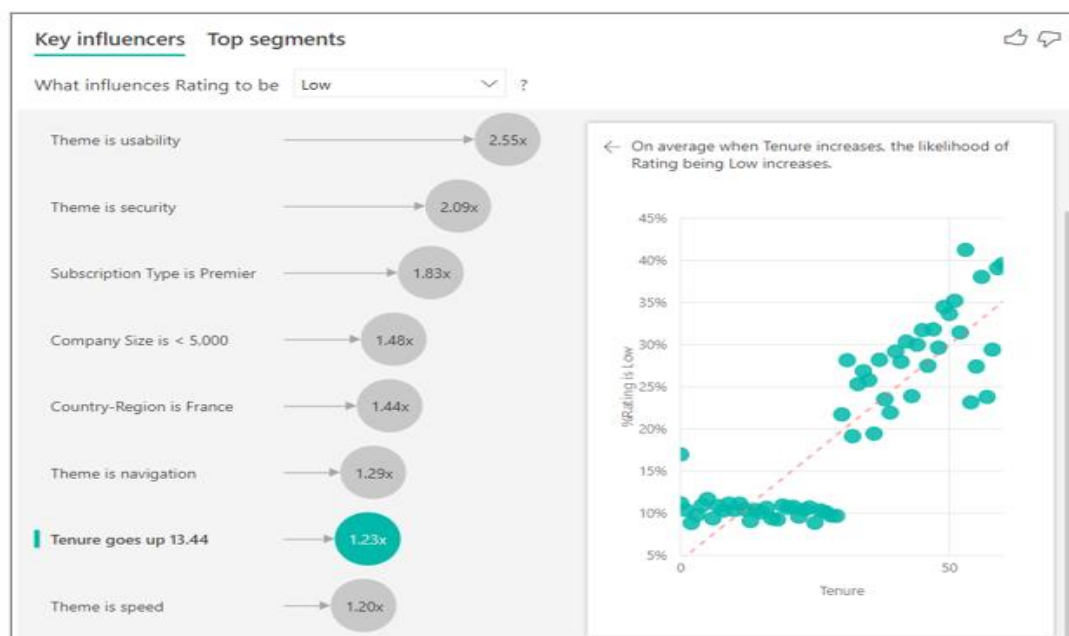 Key influencers Top segments
What influences Rating to be Low ?
Theme is usability 2.55x
Theme is security 2.09x
Subscription Type is Premier 1.83x
Company Size is < 5,000 1.48x
Country-Region is France 1.44x
Theme is navigation 1.29x
Tenure goes up 13.44 1.23x
Theme is speed 1.20x
← On average when Tenure increases, the likelihood of
Rating being Low increases.
%Rating is Low
45%
40%
35%
30%
25%
20%
15%
10%
5%
0 50
Tenure